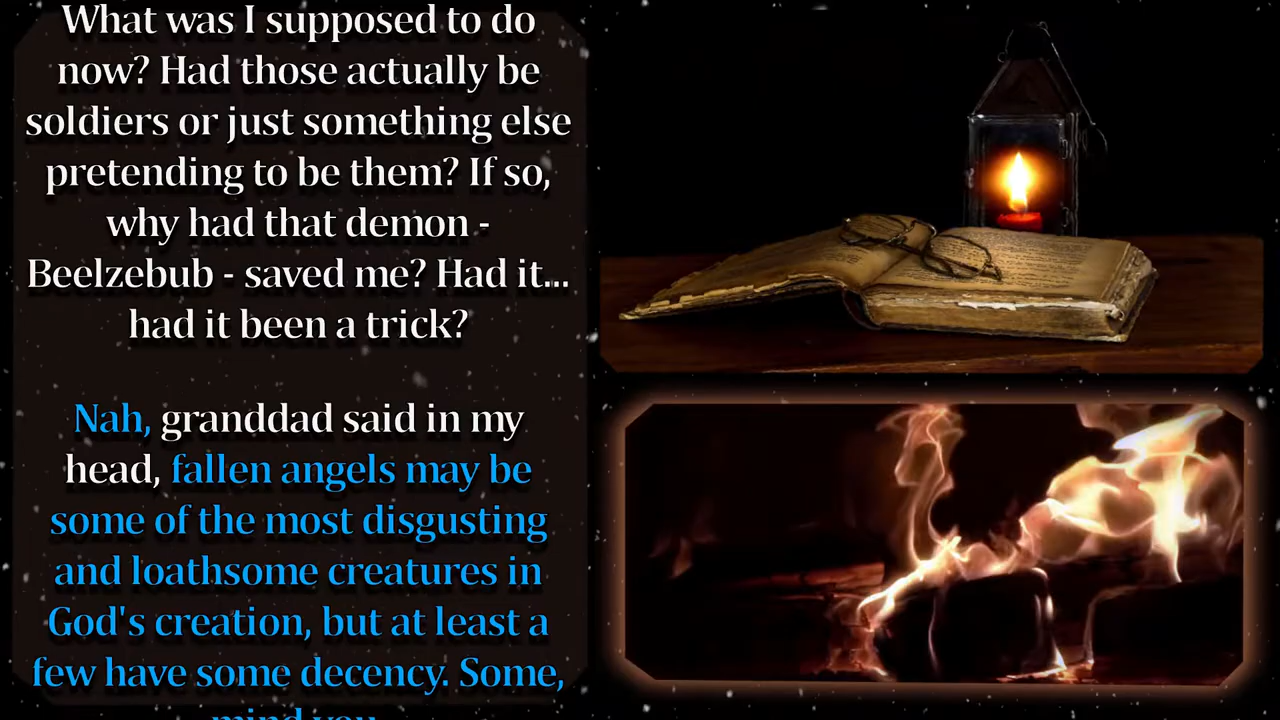 What was I supposed to do
now? Had those actually be
soldiers or just something else
pretending to be them? If so,
why had that demon -
Beelzebub - saved me? Had it...
had it been a trick?
Nah, granddad said in my
head, fallen angels may be
some of the most disgusting
and loathsome creatures in
God's creation, but at least a
few have some decency. Some,
mind you